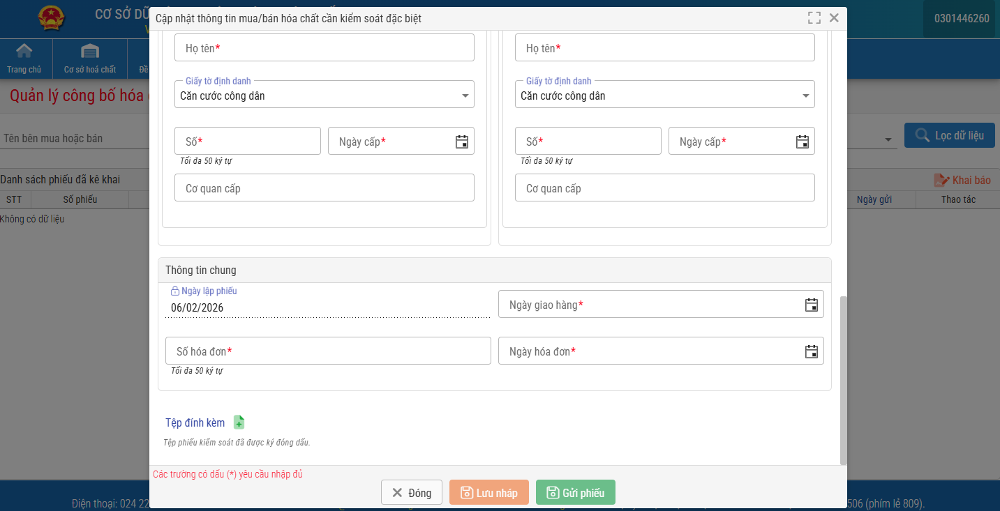 CƠ SỞ DỮ
0301446260
Cập nhật thông tin mua/bán hóa chất cần kiểm soát đặc biệt
Trang chủ
Cơ sở hoá chất
Quản lý công bố hóa
Tên bên mua hoặc bán
Lọc dữ liệu
Danh sách phiếu đã kê khai
Khai báo
STT
Số phiếu
Ngày gửi
Thao tác
Không có dữ liệu
Họ tên*
Giấy tờ định danh
Căn cước công dân
Số*
Ngày cấp*
Tối đa 50 ký tự
Cơ quan cấp
Họ tên*
Giấy tờ định danh
Căn cước công dân
Số*
Ngày cấp*
Tối đa 50 ký tự
Cơ quan cấp
Thông tin chung
Ngày lập phiếu
06/02/2026
Ngày giao hàng*
Số hóa đơn*
Ngày hóa đơn*
Tối đa 50 ký tự
Tệp đính kèm
Tệp phiếu kiểm soát đã được ký đóng dấu.
Các trường có dấu (*) yêu cầu nhập đủ
Đóng
Lưu nháp
Gửi phiếu
Điện thoại: 024 22
506 (phím lẻ 809).